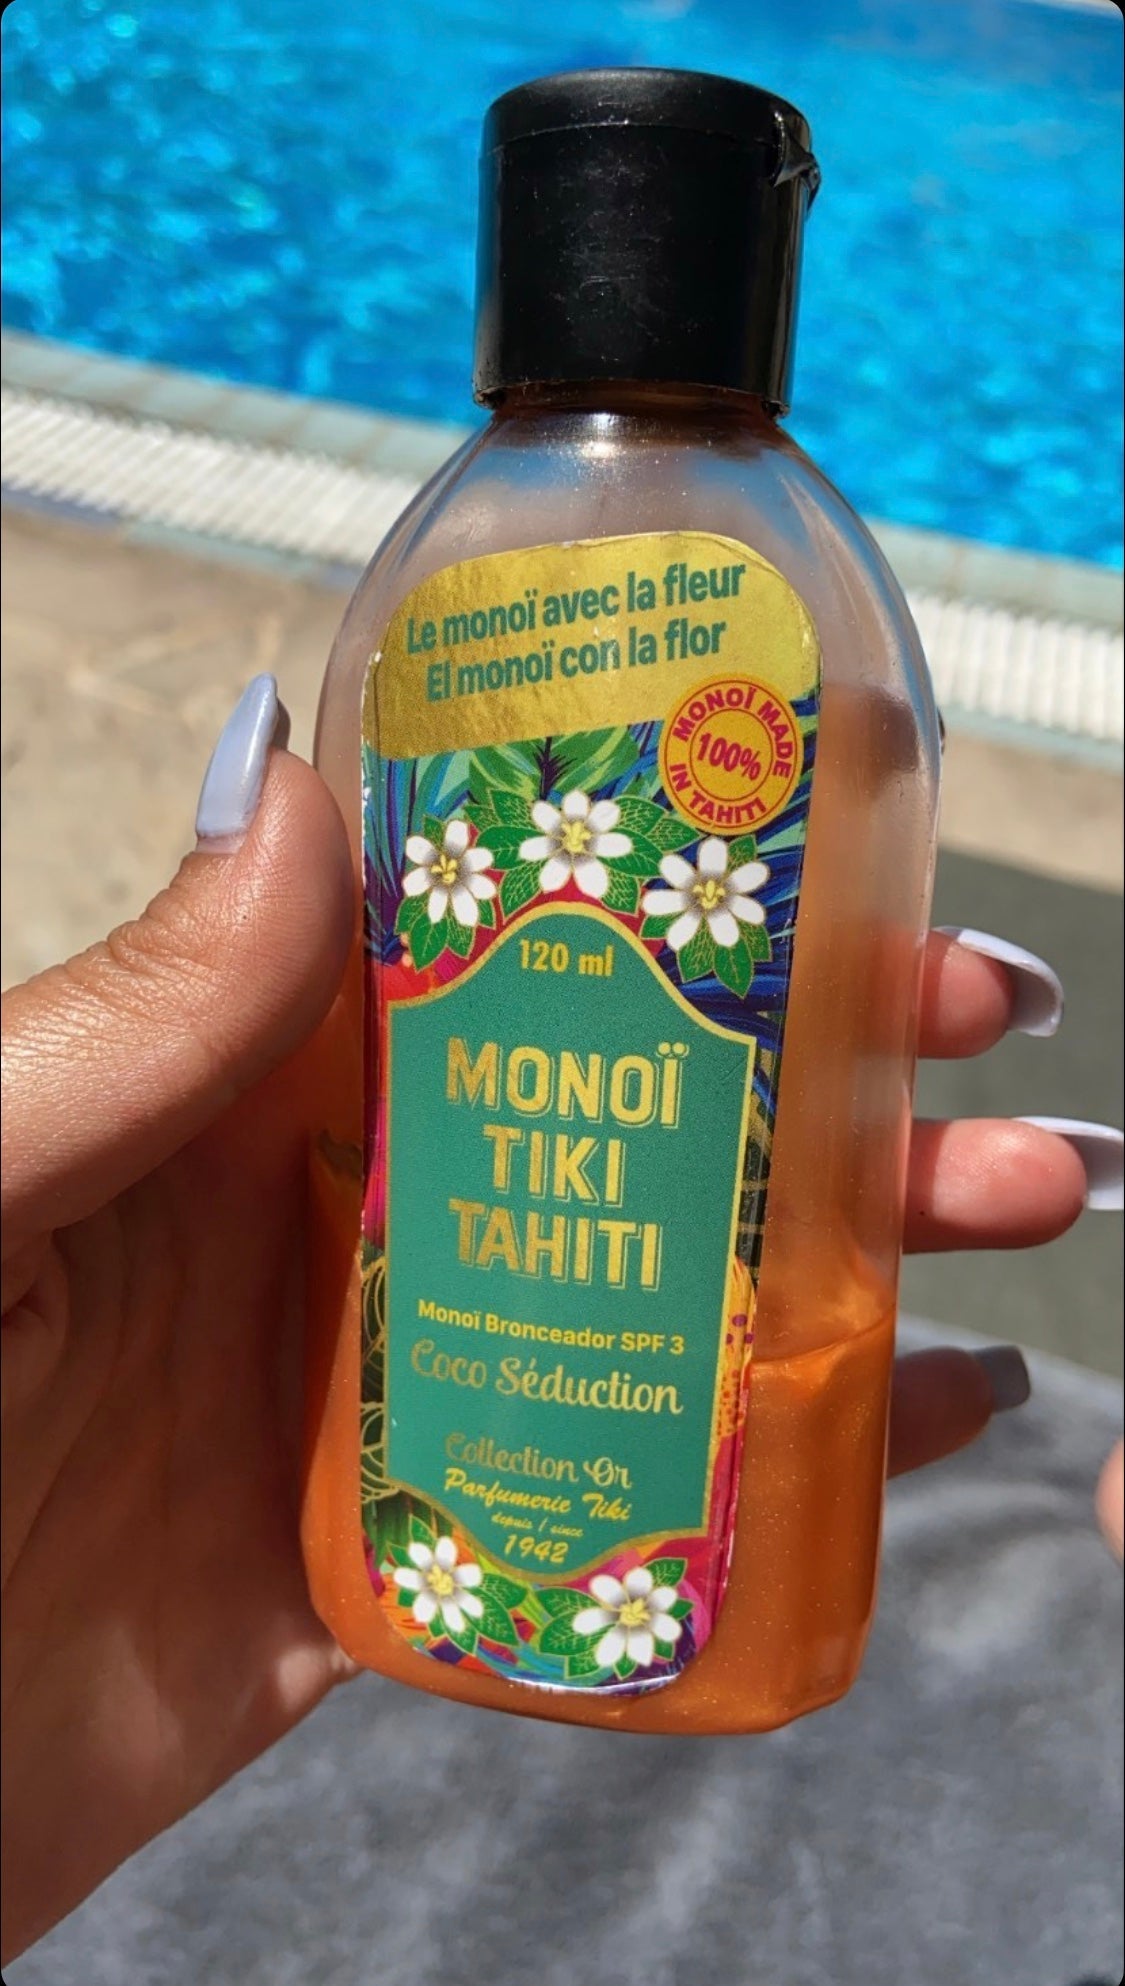 Le monoï avec la fleur
El monoï con la flor
MONOÏ MADE
100%
IN TAHITI
120 ml
MONOÏ
TIKI
TAHITI
Monoï Bronceador SPF 3
Coco Séduction
Collection Or
Parfumerie Tiki
depuis / since
1942